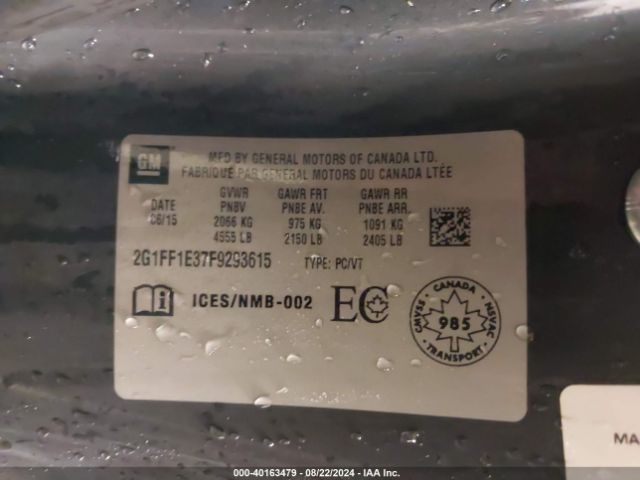 GM
MFD BY GENERAL MOTORS OF CANADA LTD.
FABRIQUE PAR GENERAL MOTORS DU CANADA LTÉE
DATE
06/15
GVWR
PNBV
2066 KG
4555 LB
GAWR FRT
PNBE AV.
975 KG
2150 LB
GAWR RR
PNBE ARR.
1091 KG
2405 LB
2G1FF1E37F9293615 TYPE: PC/VT
i ICES/NMB-002 EC
CANADA
CMVSS NSVAC
985
TRANSPORT
MA
000-40163479 - 08/22/2024 - IAA Inc.